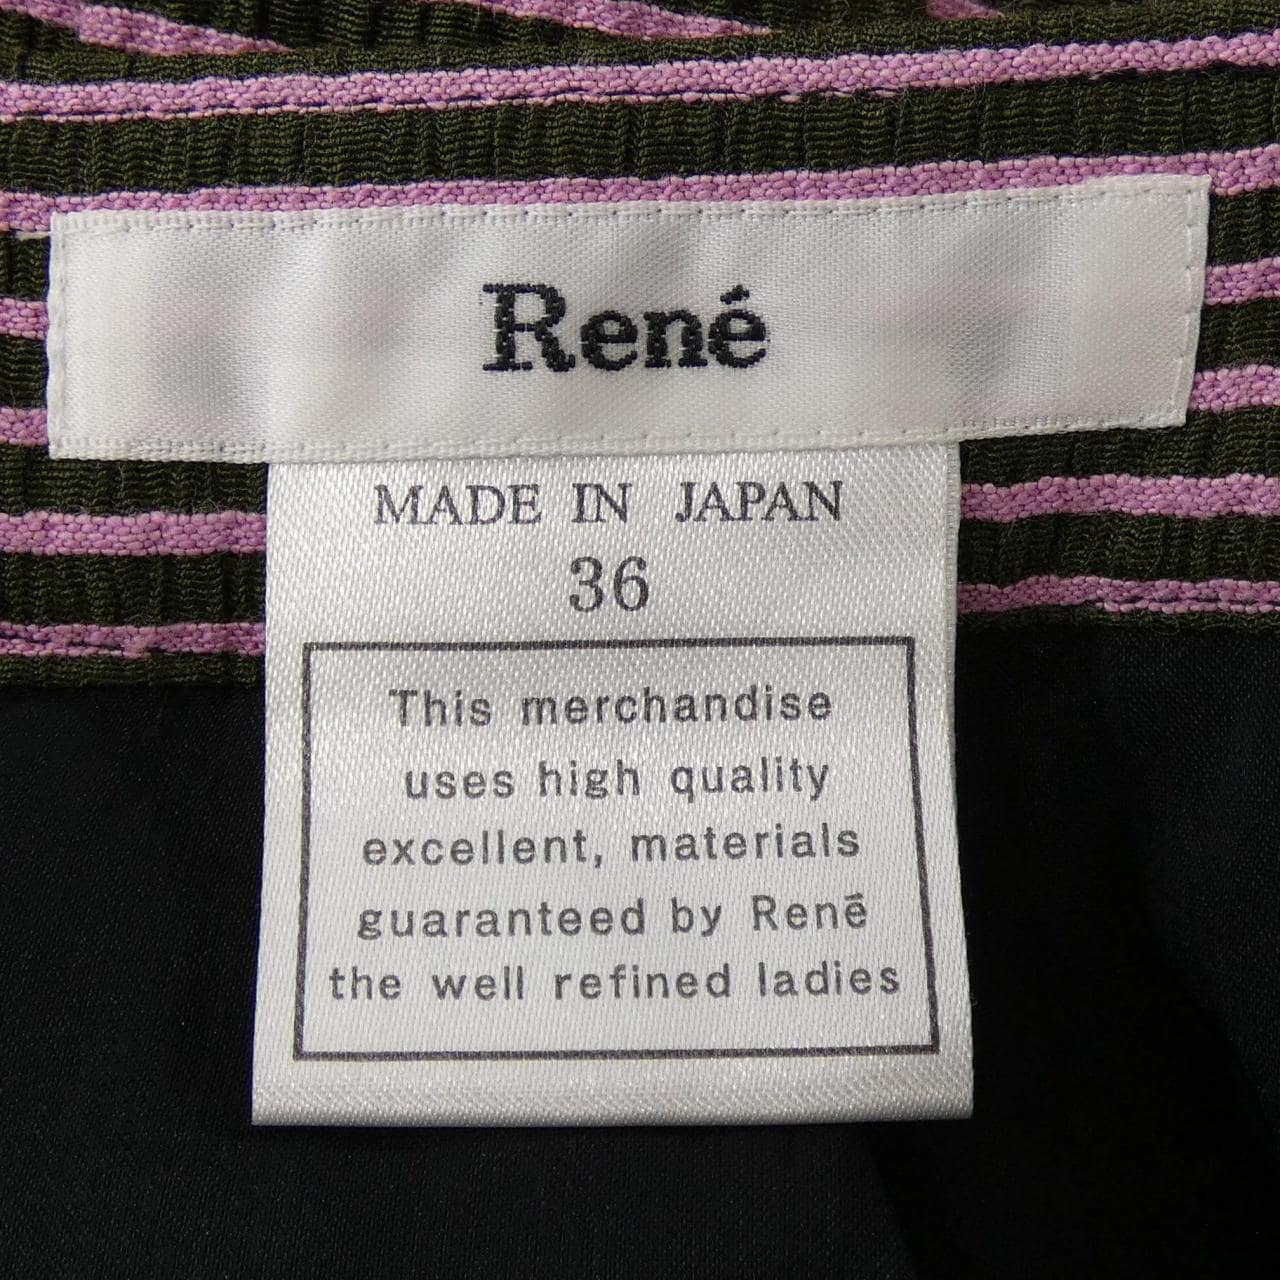 René
MADE IN JAPAN
36
This merchandise
uses high quality
excellent, materials
guaranteed by René
the well refined ladies